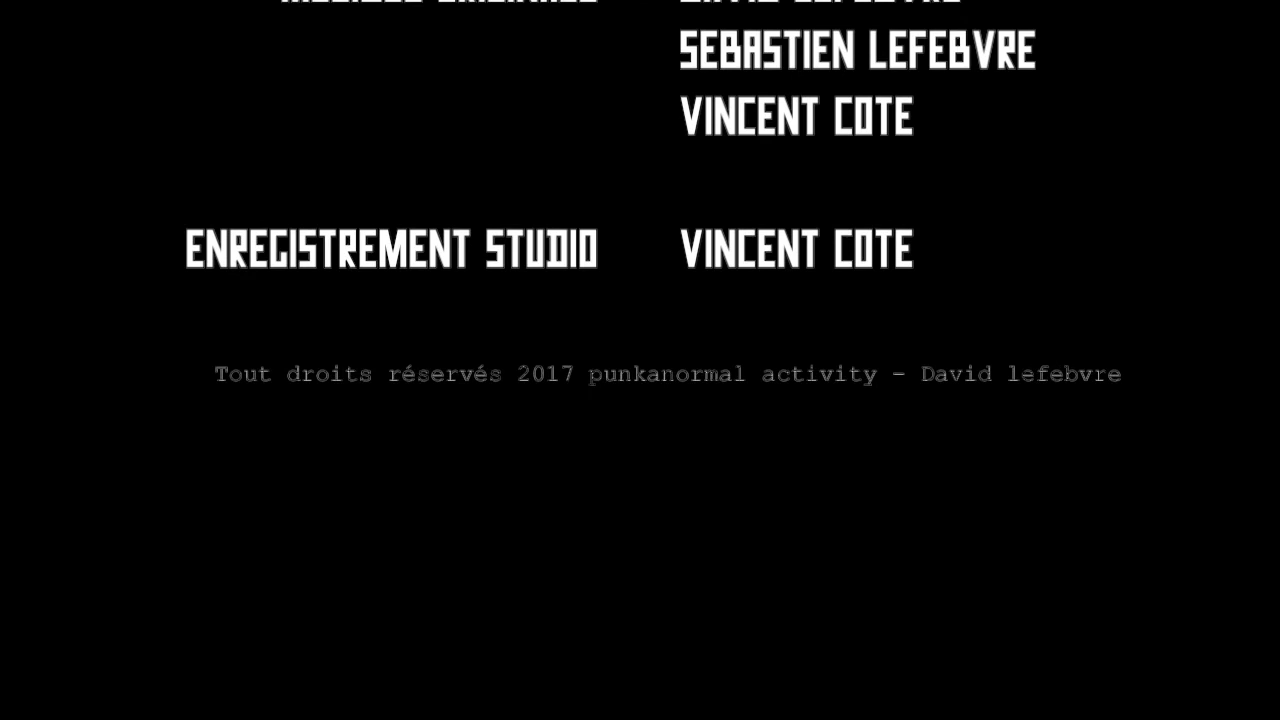 SEBASTIEN LEFEBVRE
VINCENT COTE
ENREGISTREMENT STUDIO VINCENT COTE
Tout droits réservés 2017 punkanormal activity - David lefebvre